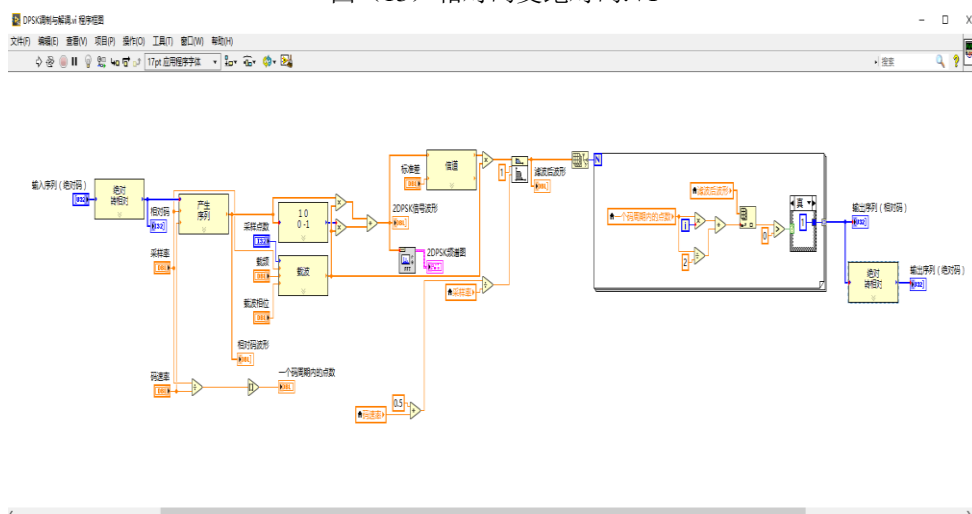 DPSK调制与解调.vi 程序框图
文件(F) 编辑(E) 查看(V) 项目(P) 操作(O) 工具(T) 窗口(W) 帮助(H)
17pt 应用程序字体
搜索
输入序列(绝对码)
绝对
转相对
相对码
产生
序列
采样率
采样点数
1 0
0 -1
载频
载波
载波相位
相对码波形
码速率
一个码周期内的点数
标准差
信道
2DPSK信号波形
2DPSK频谱图
采样率
0.5
码速率
1
滤波后波形
N
滤波后波形
一个码周期内的点数
i
2
0
真
1
输出序列(相对码)
绝对
转相对
输出序列(绝对码)